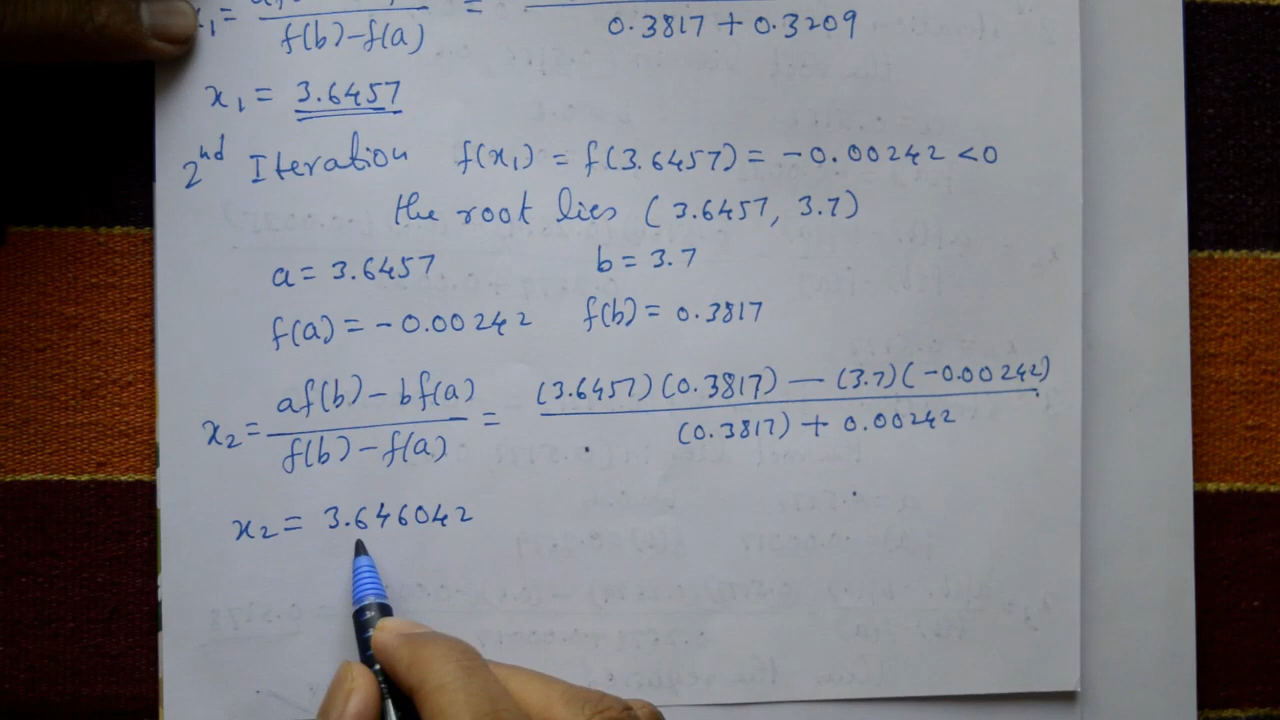 x₁ = / f(b)-f(a) = / 0.3817 + 0.3209
x₁ = 3.6457
2nd Iteration f(x₁) = f(3.6457) = -0.00242 <0
the root lies (3.6457, 3.7)
a = 3.6457 b = 3.7
f(a) = -0.00242 f(b) = 0.3817
x₂ = af(b) - bf(a) / f(b) - f(a) = (3.6457)(0.3817) — (3.7)(-0.00242) / (0.3817) + 0.00242
x₂ = 3.646042